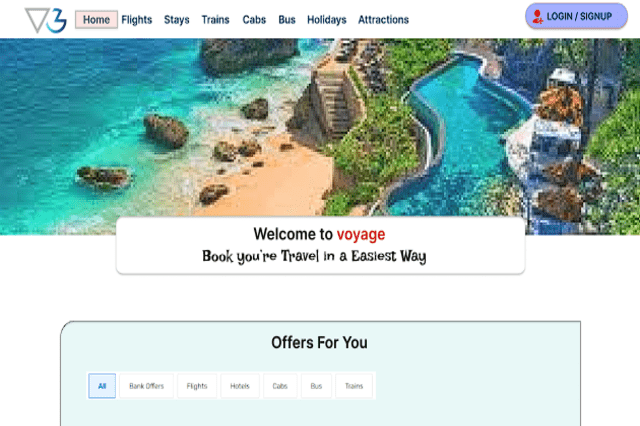 V3 Home Flights Stays Trains Cabs Bus Holidays Attractions LOGIN / SIGNUP
Welcome to voyage
Book you're Travel in a Easiest Way
Offers For You
All Bank Offers Flights Hotels Cabs Bus Trains